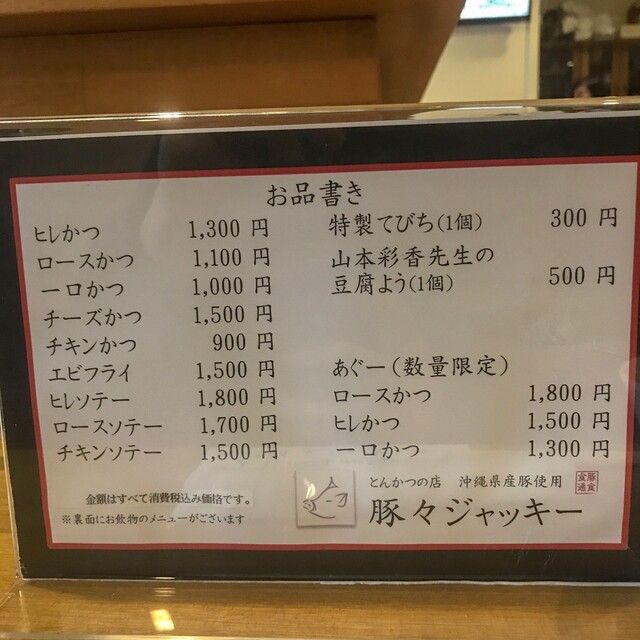 お品書き
ヒレかつ 1,300 円
ロースかつ 1,100 円
一口かつ 1,000 円
チーズかつ 1,500 円
チキンかつ 900 円
エビフライ 1,500 円
ヒレソテー 1,800 円
ロースソテー 1,700 円
チキンソテー 1,500 円
金額はすべて消費税込み価格です。
※裏面にお飲物のメニューがございます
特製てびち(1個) 300 円
山本彩香先生の
豆腐よう(1個) 500 円
あぐー(数量限定)
ロースかつ 1,800 円
ヒレかつ 1,500 円
一口かつ 1,300 円
とんかつの店 沖縄県産豚使用
豚々ジャッキー